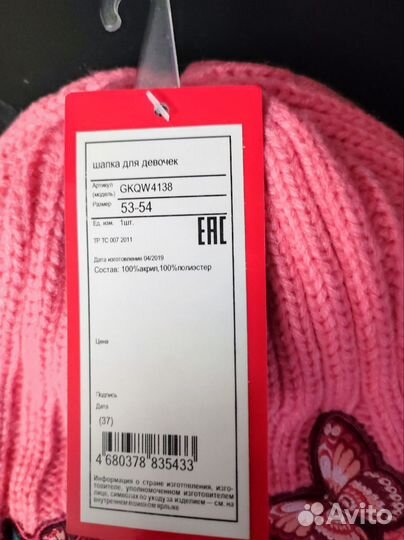 шапка для девочек
Артикул (модель) GKQW4138
Размер 53-54
Ед. изм. 1шт.
ТР ТС 007 2011
EAC
Дата изготовления 04/2019
Состав: 100%акрил,100%полиэстер
Цена
Подпись
Дата
(37)
4 680378 835433
Информация о стране изготовления, изго-
товителе, уполномоченном изготовителем
лице, символах по уходу за изделием — см. на
внутреннем вшивном ярлыке
Avito